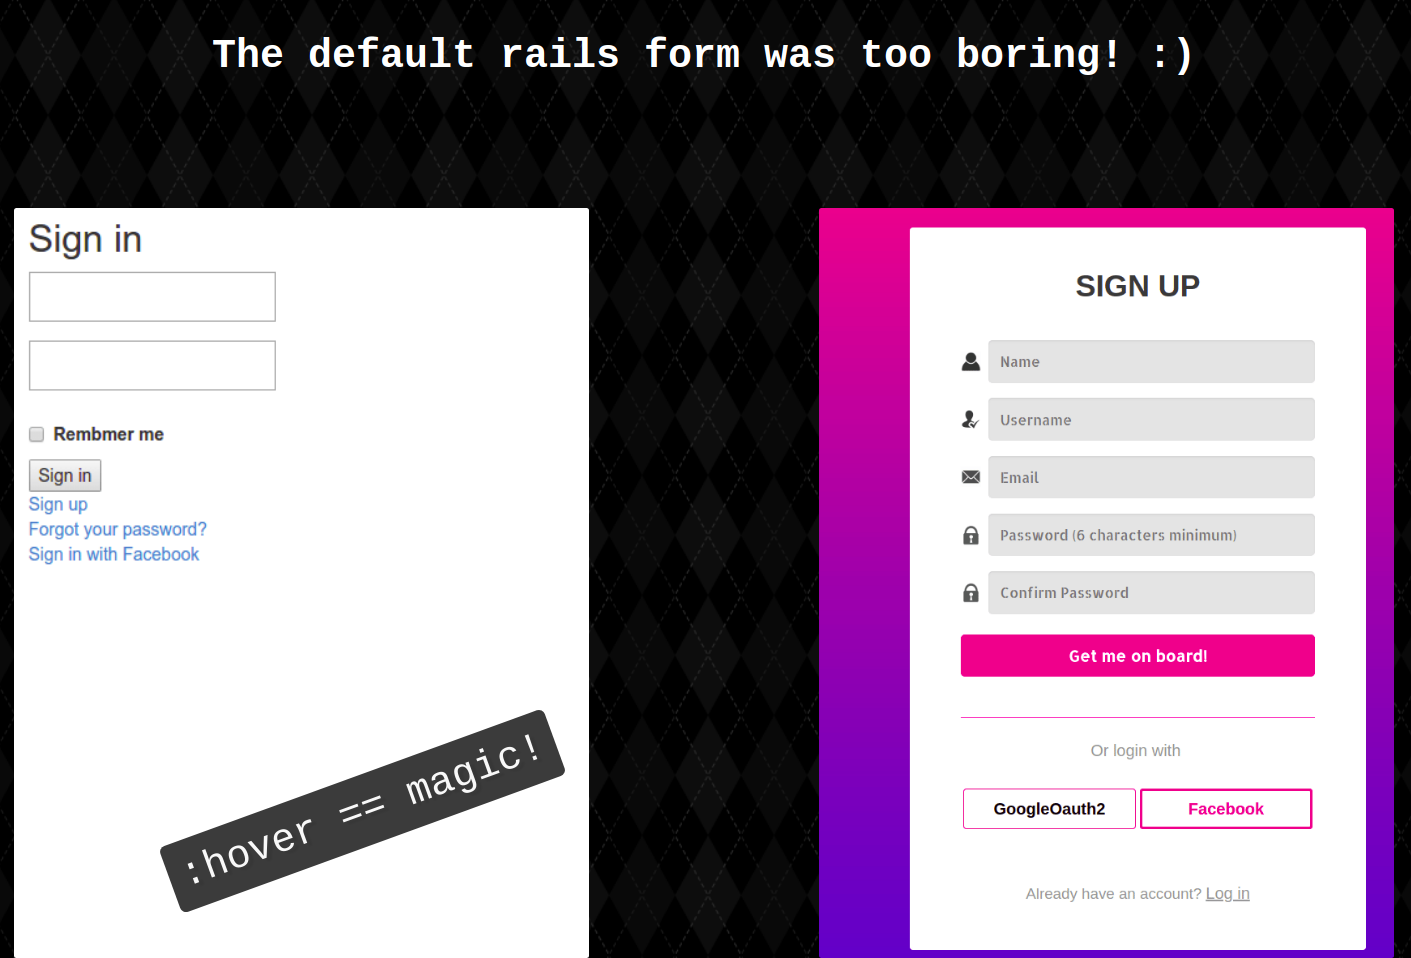 The default rails form was too boring! :)
Sign in
Rembmer me
Sign in
Sign up
Forgot your password?
Sign in with Facebook
:hover == magic!
SIGN UP
Name
Username
Email
Password (6 characters minimum)
Confirm Password
Get me on board!
Or login with
GoogleOauth2 Facebook
Already have an account? Log in